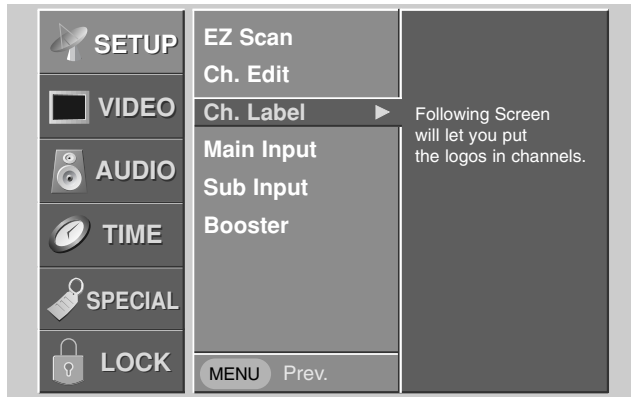 SETUP
VIDEO
AUDIO
TIME
SPECIAL
LOCK
EZ Scan
Ch. Edit
Ch. Label ►
Main Input
Sub Input
Booster
MENU Prev.
Following Screen
will let you put
the logos in channels.